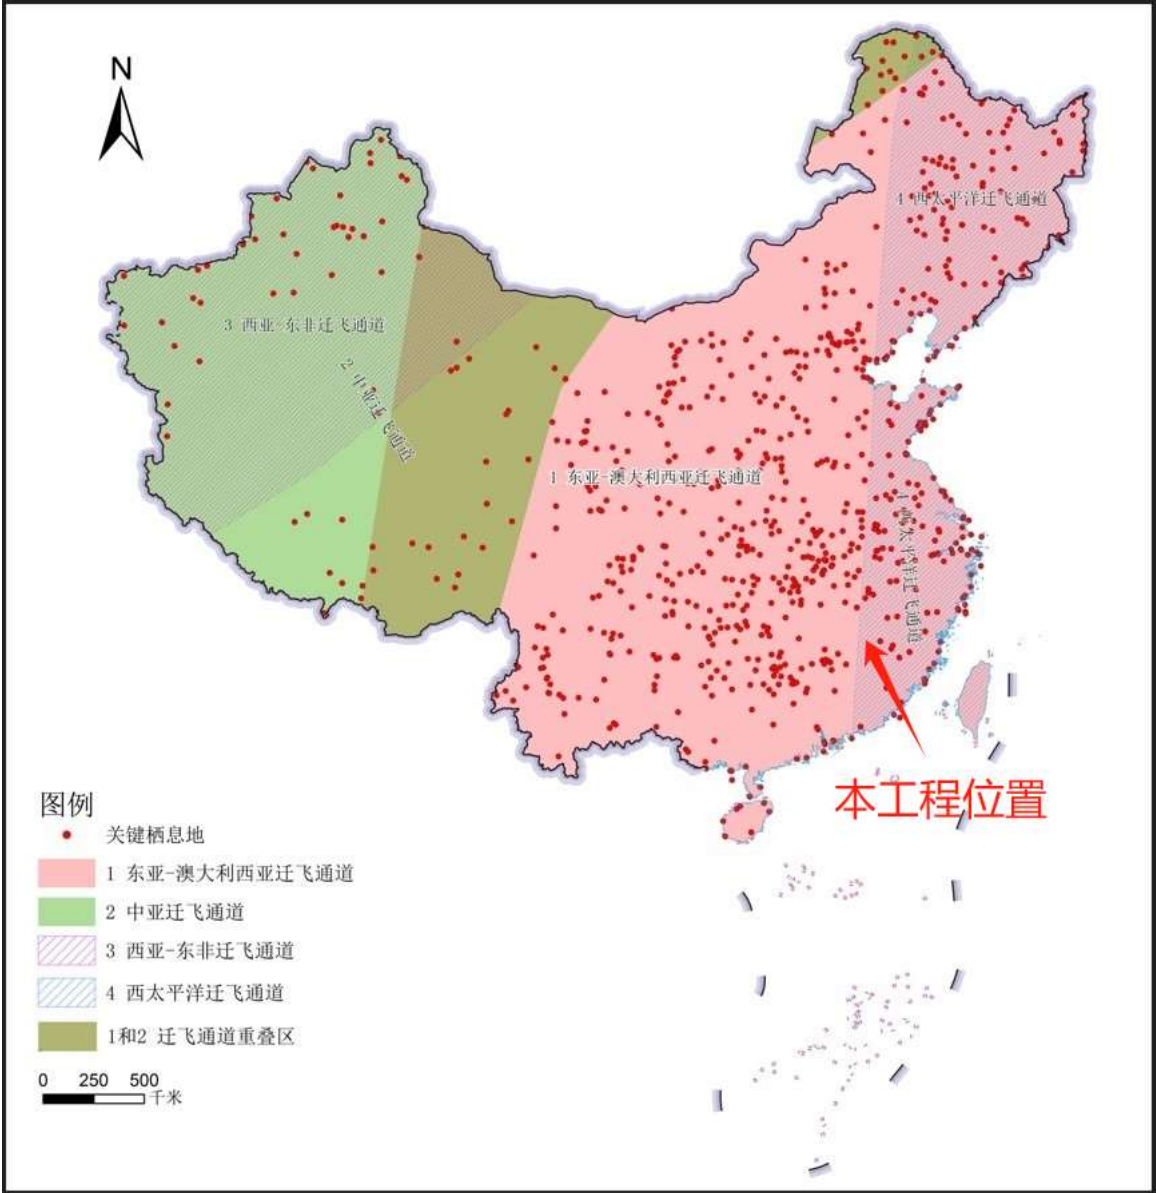 N
4 西太平洋迁飞通道
3 西亚-东非迁飞通道
2 中亚迁飞通道
1 东亚-澳大利西亚迁飞通道
4 西太平洋迁飞通道
本工程位置
图例
关键栖息地
1 东亚-澳大利西亚迁飞通道
2 中亚迁飞通道
3 西亚-东非迁飞通道
4 西太平洋迁飞通道
1和2 迁飞通道重叠区
0 250 500
千米